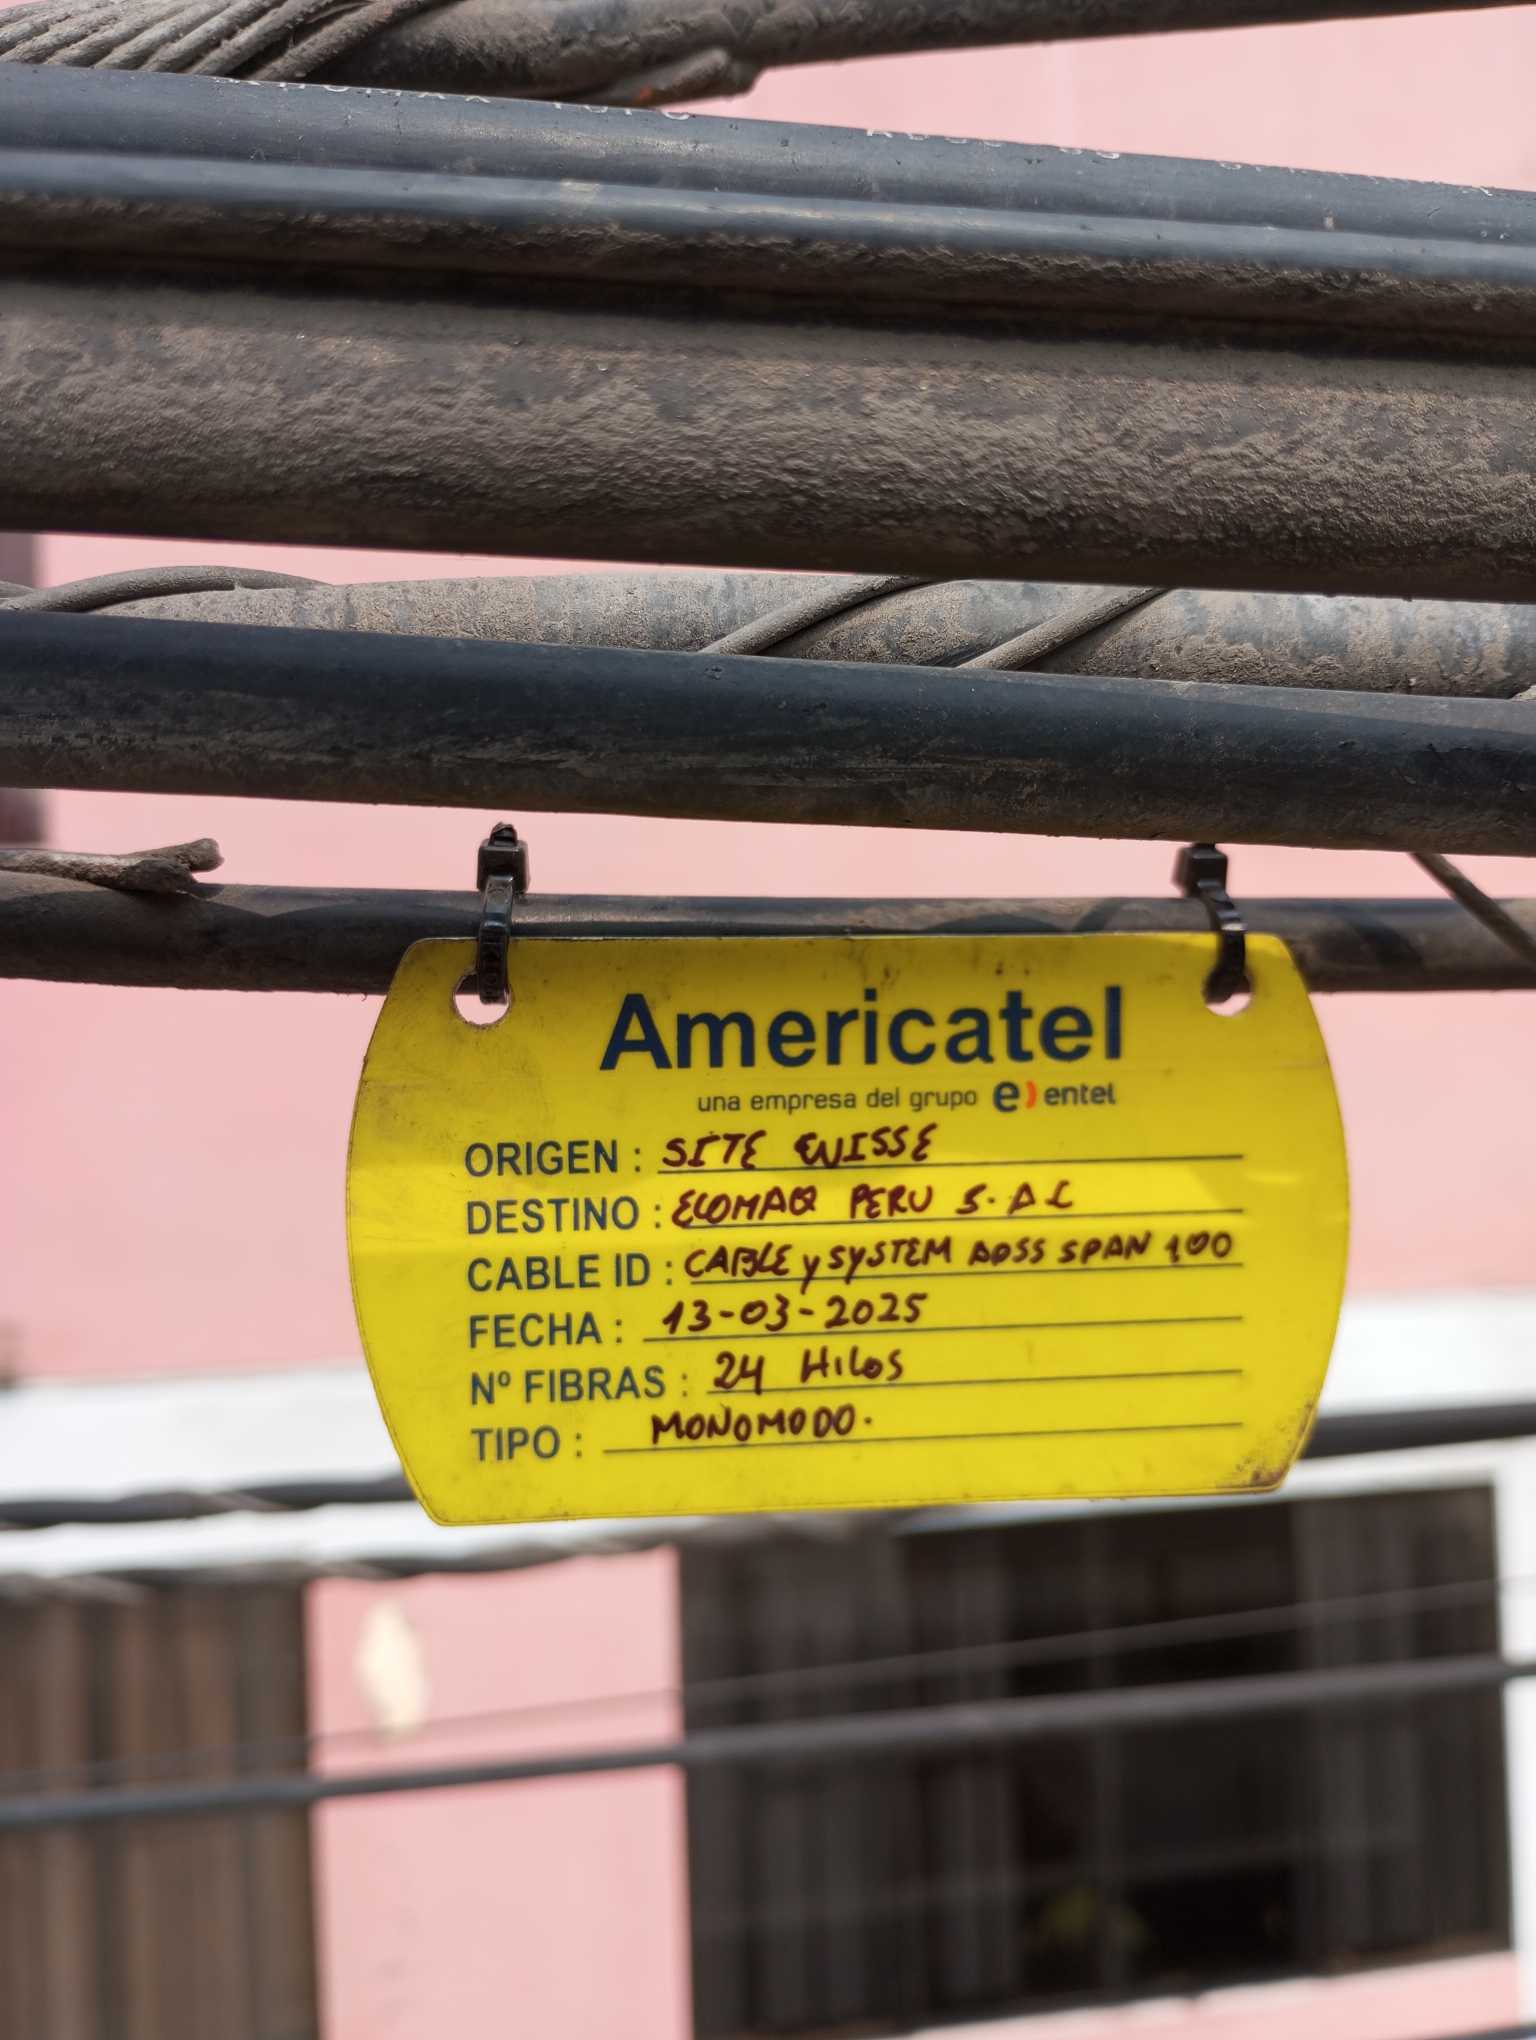 Americatel
una empresa del grupo e) entel
ORIGEN : SITE EUISSE
DESTINO : ECOMAQ PERU S. A C
CABLE ID : CABLE y SYSTEM ADSS SPAN 100
FECHA : 13-03-2025
Nº FIBRAS : 24 HILOS
TIPO : MONOMODO.